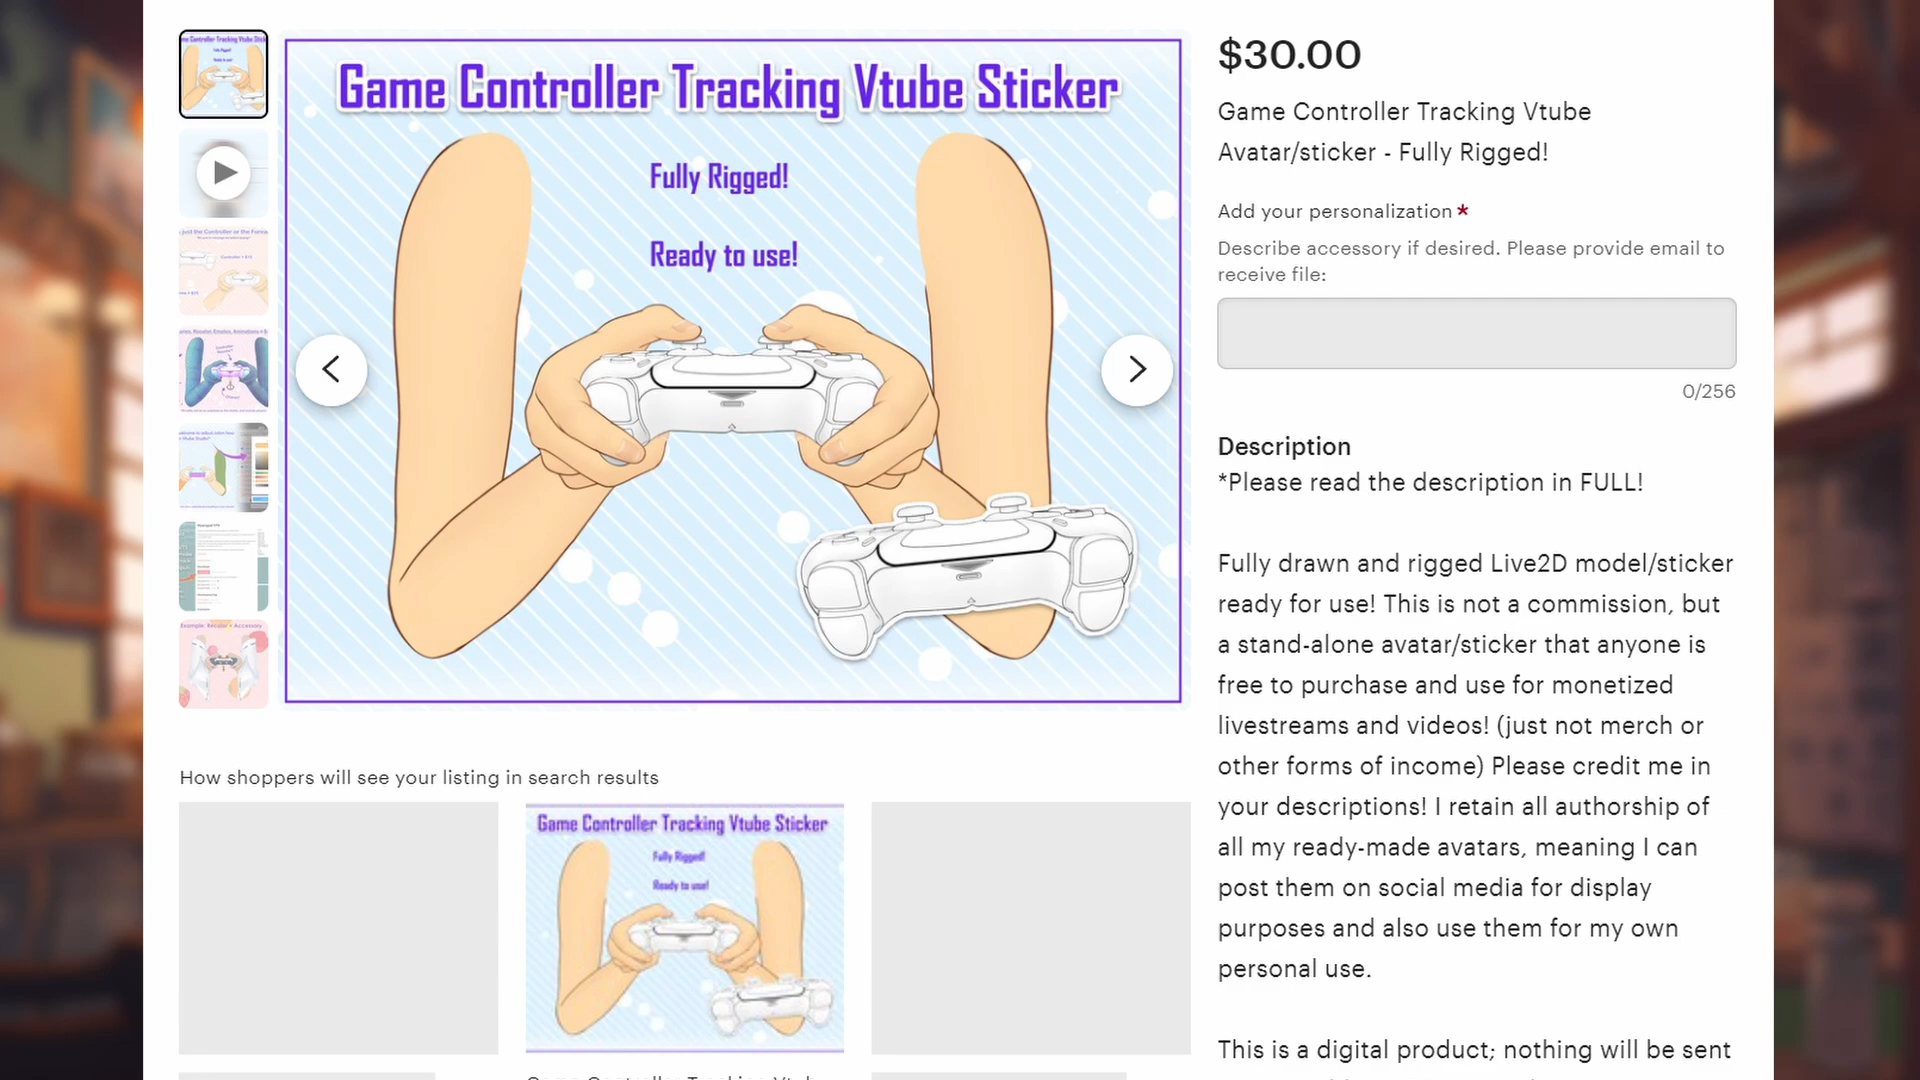 Game Controller Tracking Vtube Sticker
Fully Rigged!
Ready to use!
$30.00
Game Controller Tracking Vtube
Avatar/sticker - Fully Rigged!
Add your personalization *
Describe accessory if desired. Please provide email to
receive file:
0/256
Description
*Please read the description in FULL!
Fully drawn and rigged Live2D model/sticker
ready for use! This is not a commission, but
a stand-alone avatar/sticker that anyone is
free to purchase and use for monetized
livestreams and videos! (just not merch or
other forms of income) Please credit me in
your descriptions! I retain all authorship of
all my ready-made avatars, meaning I can
post them on social media for display
purposes and also use them for my own
personal use.
This is a digital product; nothing will be sent
How shoppers will see your listing in search results
Game Controller Tracking Vtube Sticker
Fully Rigged!
Ready to use!